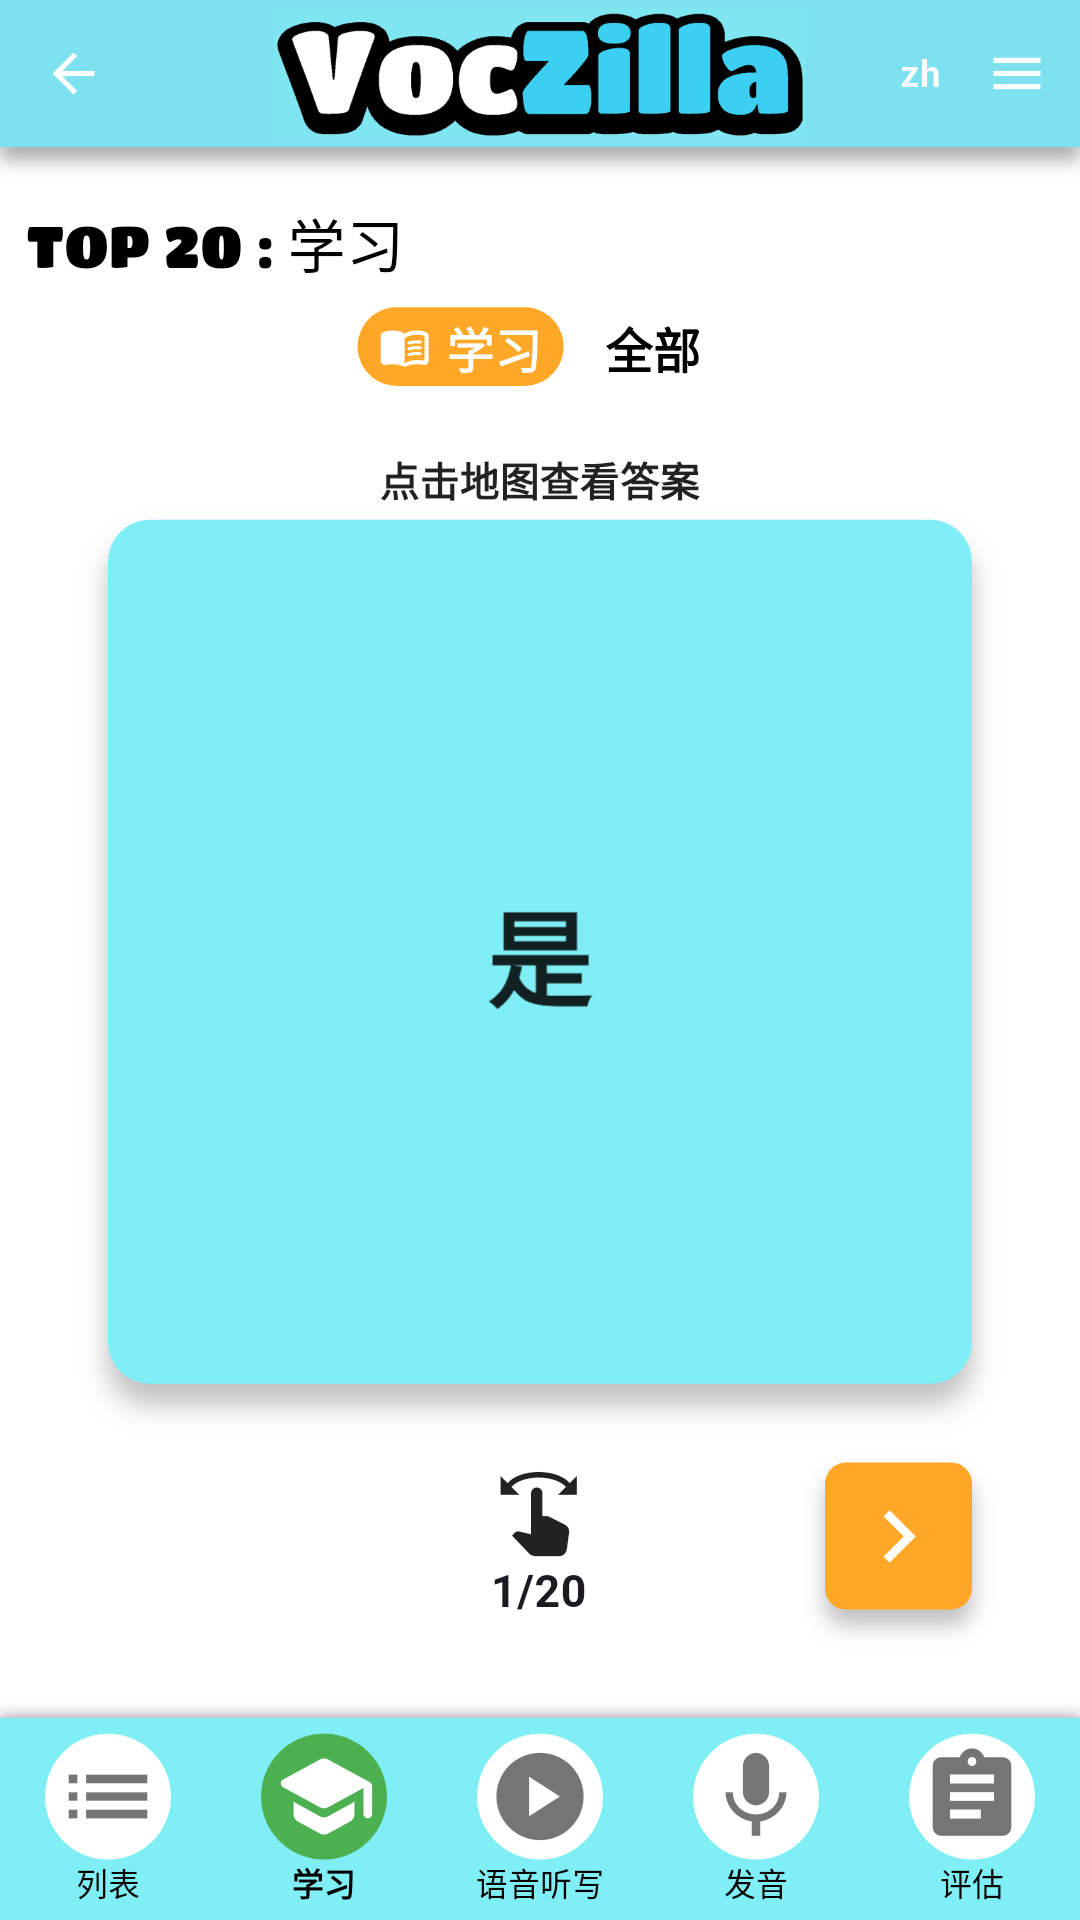 VocZilla
zh
TOP 20 : 学习
学习 全部
点击地图查看答案
是
1/20
列表 学习 语音听写 发音 评估